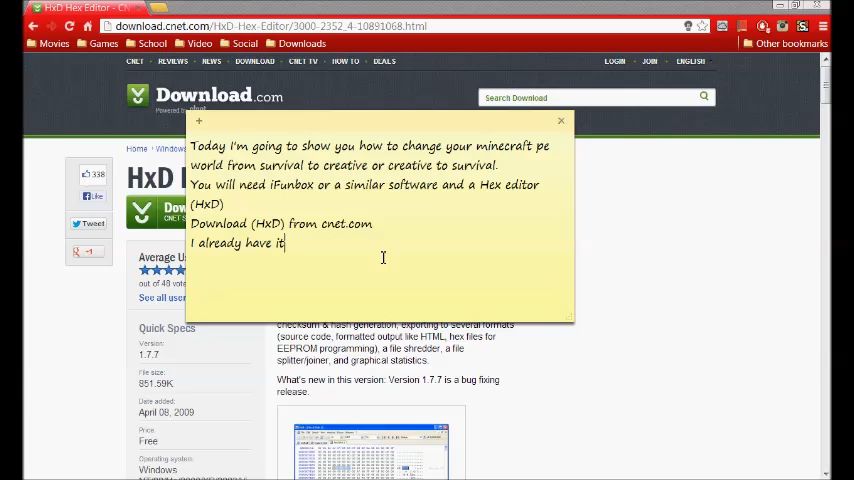 HxD Hex Editor - CN
download.cnet.com/HxD-Hex-Editor/3000-2352_4-10891068.html
Movies Games School Video Social Downloads Other bookmarks
CNET REVIEWS NEWS DOWNLOAD CNET TV HOW TO DEALS LOGIN JOIN ENGLISH
Download.com
Powered by
Search Download
Home Windows
338
Like
Tweet
+1
HxD
Today I'm going to show you how to change your minecraft pe
world from survival to creative or creative to survival.
You will need iFunbox or a similar software and a Hex editor
(HxD)
Download (HxD) from cnet.com
I already have it
Average Us
out of 48 vote
See all user
Quick Specs
Version:
1.7.7
File size:
851.59K
Date added:
April 08, 2009
Price:
Free
Operating system:
Windows
checksum & hash generation, exporting to several formats
(source code, formatted output like HTML, hex files for
EEPROM programming), a file shredder, a file
splitter/joiner, and graphical statistics.
What's new in this version: Version 1.7.7 is a bug fixing
release.